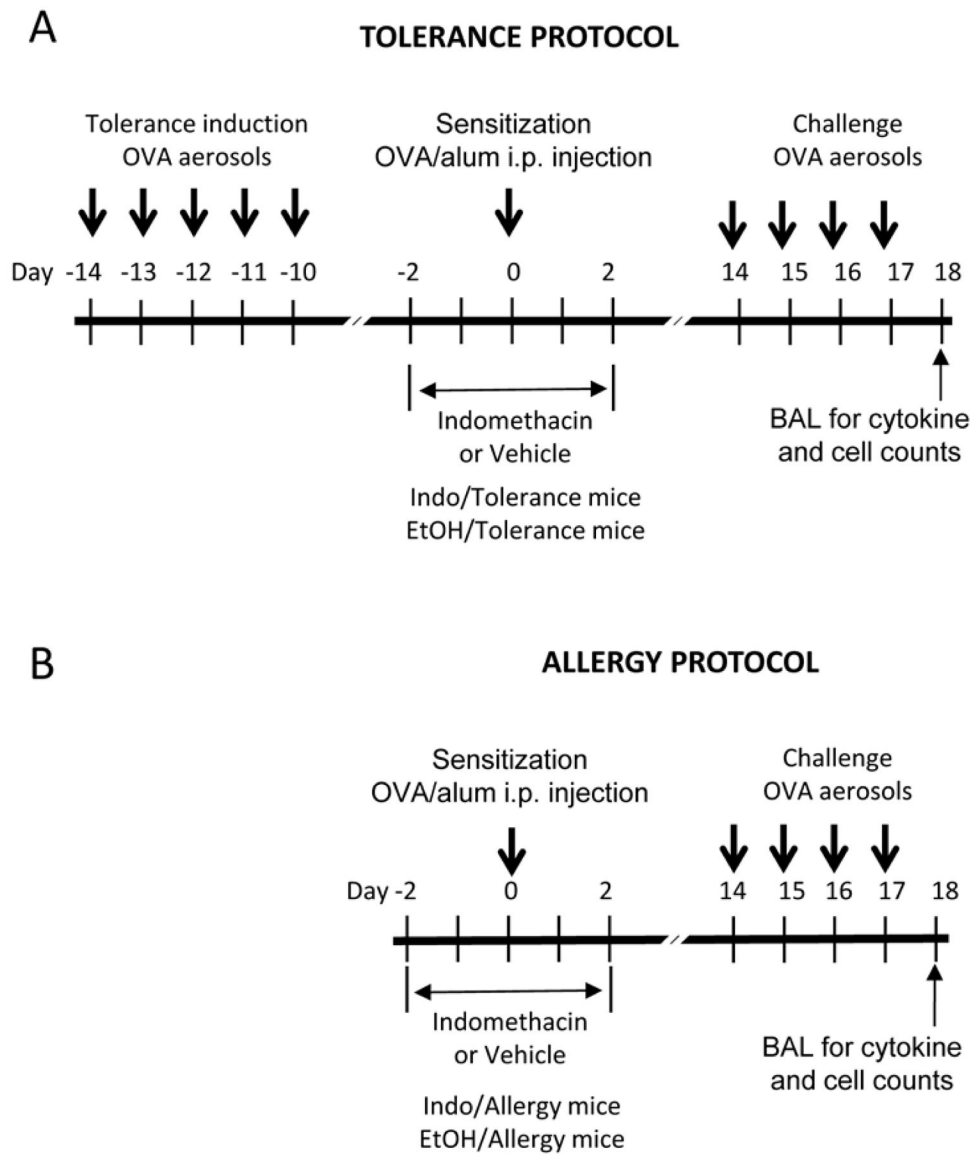 A
TOLERANCE PROTOCOL
Tolerance induction
OVA aerosols
Sensitization
OVA/alum i.p. injection
Challenge
OVA aerosols
Day -14 -13 -12 -11 -10 -2 0 2 14 15 16 17 18
Indomethacin
or Vehicle
Indo/Tolerance mice
EtOH/Tolerance mice
BAL for cytokine
and cell counts
B
ALLERGY PROTOCOL
Sensitization
OVA/alum i.p. injection
Challenge
OVA aerosols
Day -2 0 2 14 15 16 17 18
Indomethacin
or Vehicle
Indo/Allergy mice
EtOH/Allergy mice
BAL for cytokine
and cell counts